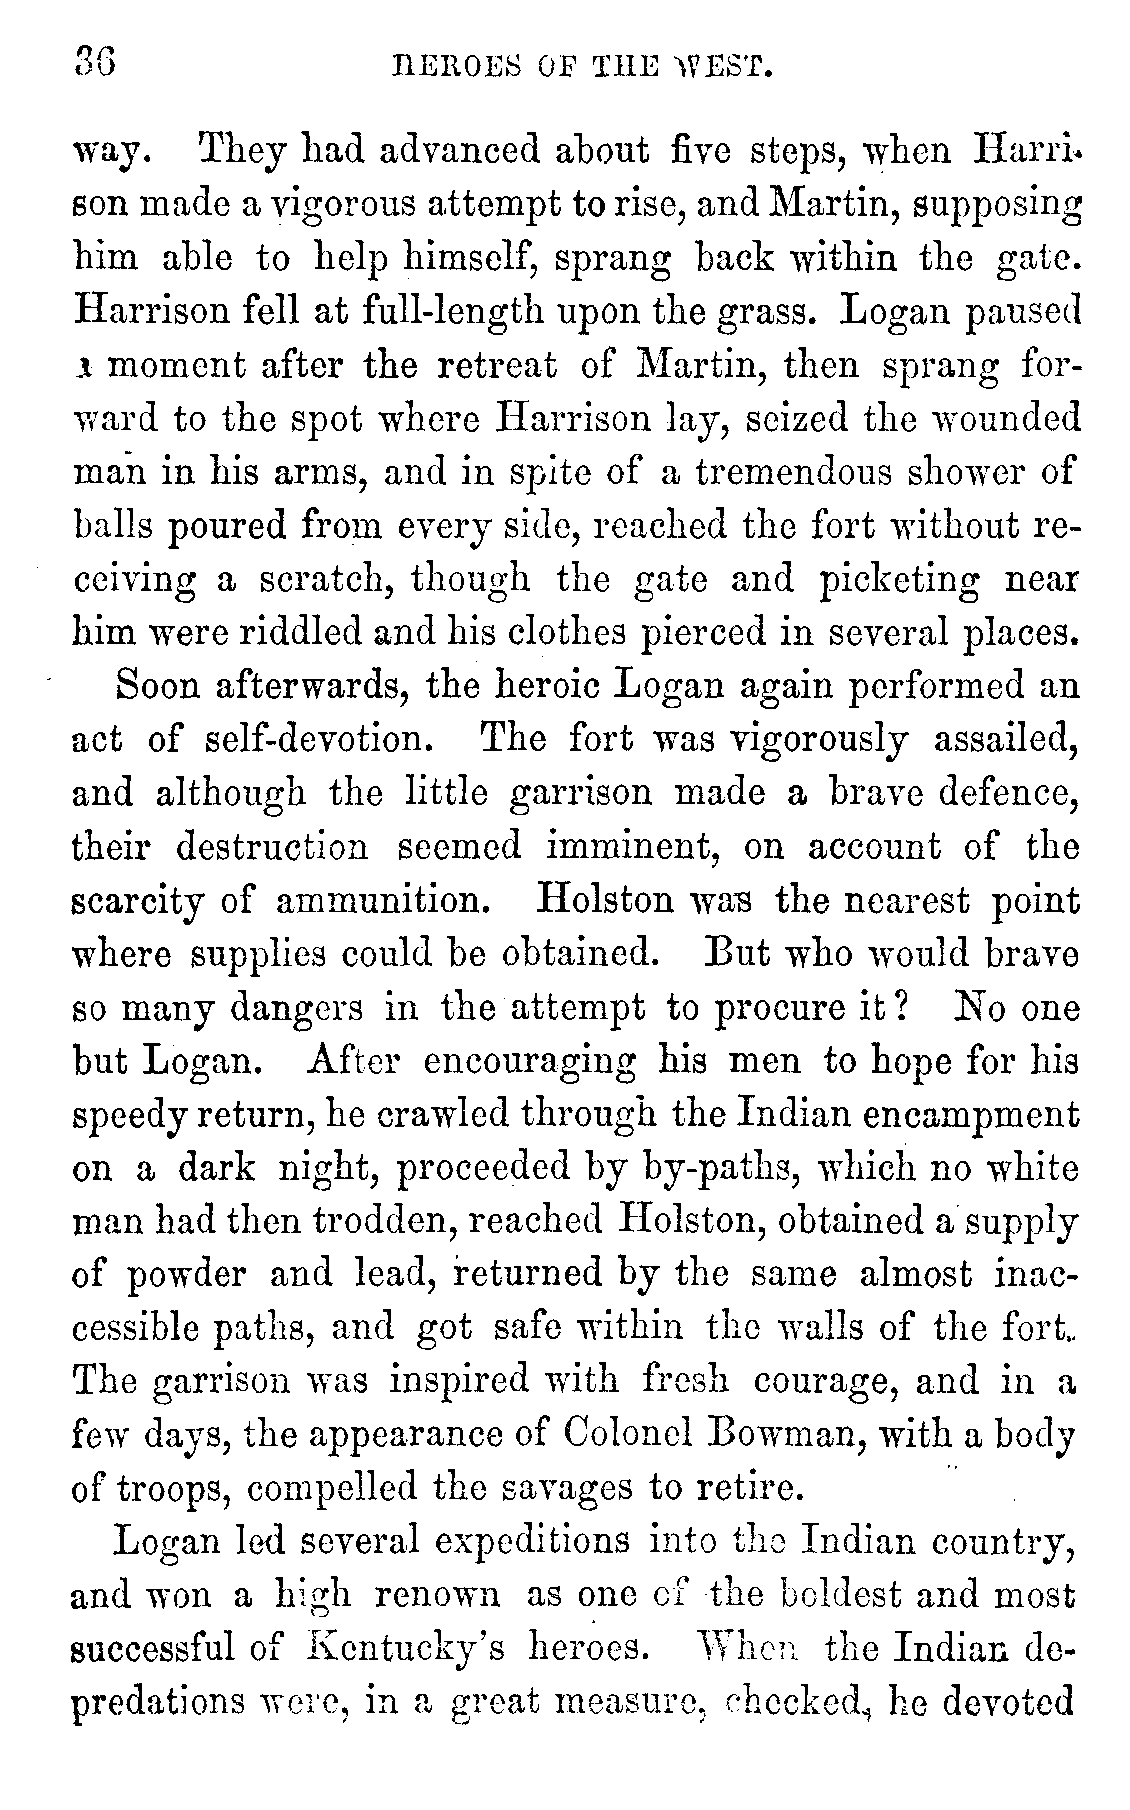 36 HEROES OF THE WEST.
way. They had advanced about five steps, when Harri-
son made a vigorous attempt to rise, and Martin, supposing
him able to help himself, sprang back within the gate.
Harrison fell at full-length upon the grass. Logan paused
a moment after the retreat of Martin, then sprang for-
ward to the spot where Harrison lay, seized the wounded
man in his arms, and in spite of a tremendous shower of
balls poured from every side, reached the fort without re-
ceiving a scratch, though the gate and picketing near
him were riddled and his clothes pierced in several places.
Soon afterwards, the heroic Logan again performed an
act of self-devotion. The fort was vigorously assailed,
and although the little garrison made a brave defence,
their destruction seemed imminent, on account of the
scarcity of ammunition. Holston was the nearest point
where supplies could be obtained. But who would brave
so many dangers in the attempt to procure it? No one
but Logan. After encouraging his men to hope for his
speedy return, he crawled through the Indian encampment
on a dark night, proceeded by by-paths, which no white
man had then trodden, reached Holston, obtained a supply
of powder and lead, returned by the same almost inac-
cessible paths, and got safe within the walls of the fort.
The garrison was inspired with fresh courage, and in a
few days, the appearance of Colonel Bowman, with a body
of troops, compelled the savages to retire.
Logan led several expeditions into the Indian country,
and won a high renown as one of the boldest and most
successful of Kentucky's heroes. When the Indian de-
predations were, in a great measure, checked, he devoted